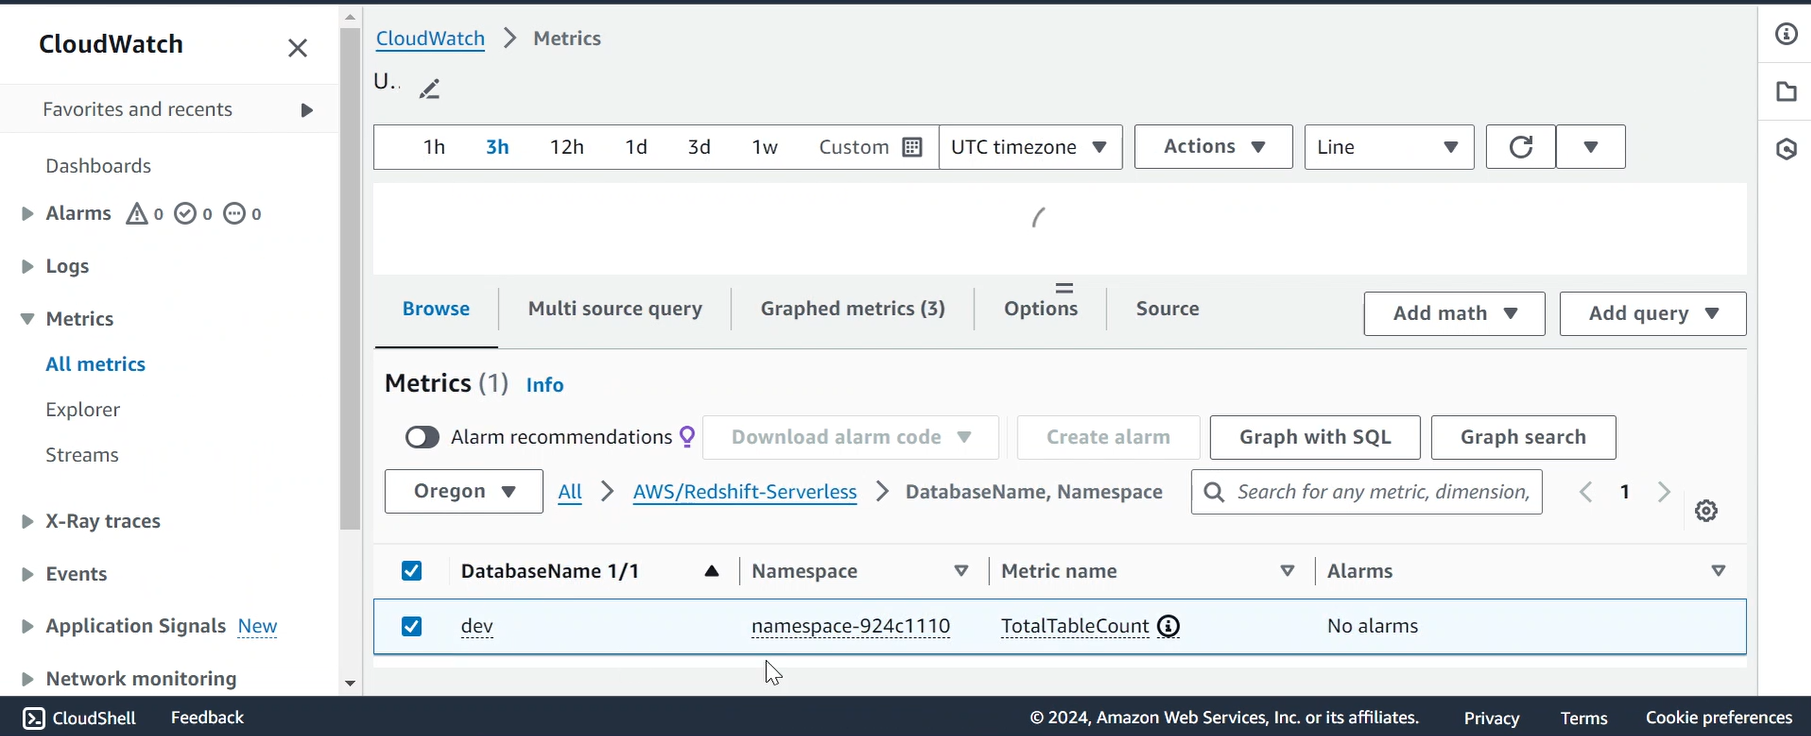 CloudWatch
Favorites and recents
Dashboards
Alarms 0 0 0
Logs
Metrics
All metrics
Explorer
Streams
X-Ray traces
Events
Application Signals New
Network monitoring
CloudWatch > Metrics
U..
1h 3h 12h 1d 3d 1w Custom UTC timezone Actions Line
Browse Multi source query Graphed metrics (3) Options Source Add math Add query
Metrics (1) Info
Alarm recommendations Download alarm code Create alarm Graph with SQL Graph search
Oregon All > AWS/Redshift-Serverless > DatabaseName, Namespace Search for any metric, dimension, 1
DatabaseName 1/1 Namespace Metric name Alarms
dev namespace-924c1110 TotalTableCount No alarms
CloudShell Feedback © 2024, Amazon Web Services, Inc. or its affiliates. Privacy Terms Cookie preferences